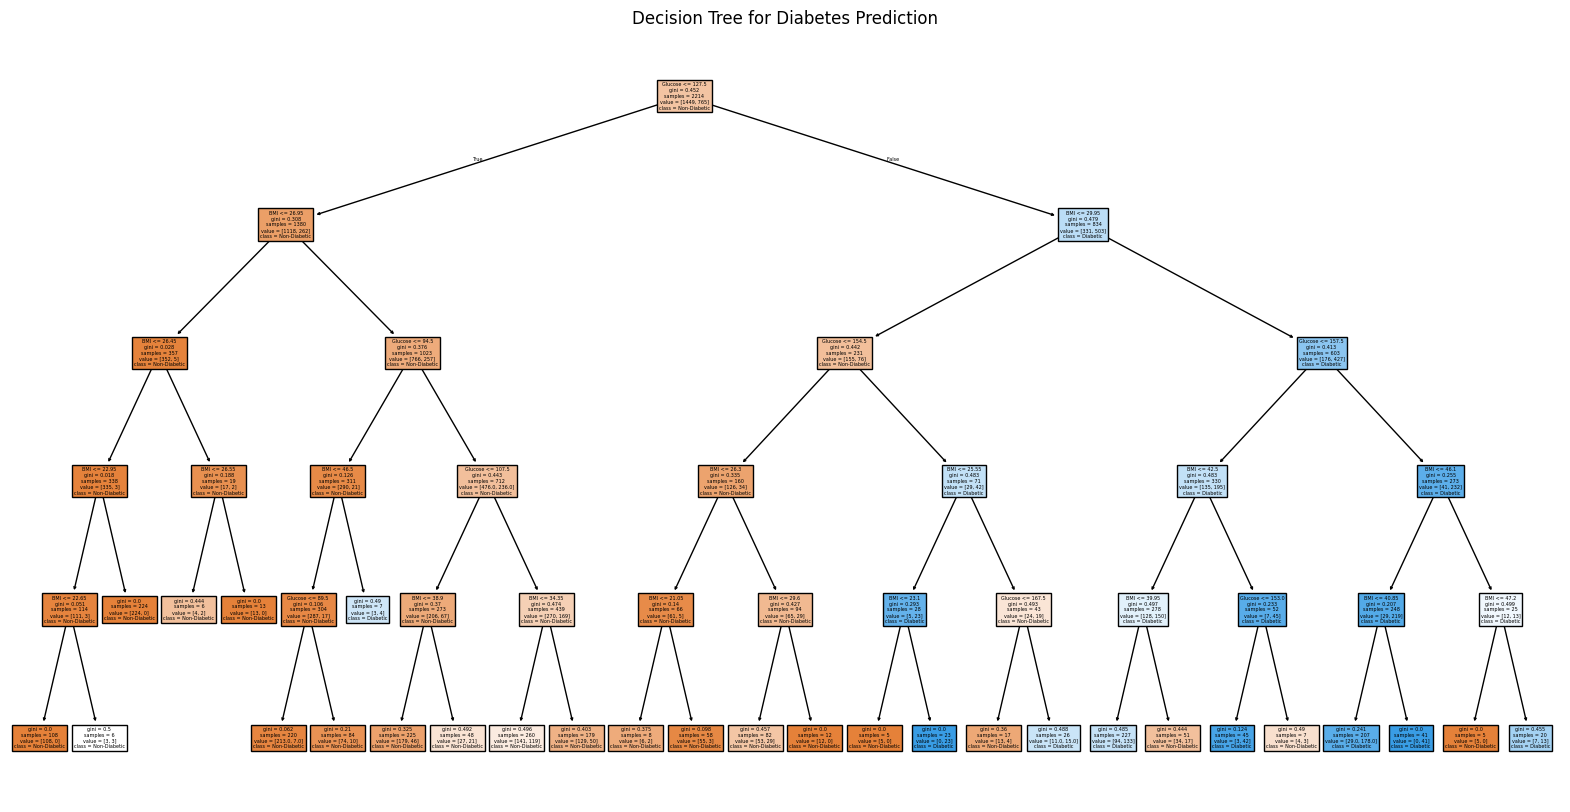 Decision Tree for Diabetes Prediction
Glucose <= 127.5
gini = 0.452
samples = 2214
value = [1449, 765]
class = Non-Diabetic
True
False
BMI <= 26.95
gini = 0.308
samples = 1380
value = [1118, 262]
class = Non-Diabetic
BMI <= 29.95
gini = 0.479
samples = 834
value = [331, 503]
class = Diabetic
BMI <= 26.45
gini = 0.028
samples = 357
value = [352, 5]
class = Non-Diabetic
Glucose <= 94.5
gini = 0.376
samples = 1023
value = [766, 257]
class = Non-Diabetic
Glucose <= 154.5
gini = 0.442
samples = 231
value = [155, 76]
class = Non-Diabetic
Glucose <= 157.5
gini = 0.413
samples = 603
value = [176, 427]
class = Diabetic
BMI <= 22.95
gini = 0.018
samples = 338
value = [335, 3]
class = Non-Diabetic
BMI <= 26.55
gini = 0.188
samples = 19
value = [17, 2]
class = Non-Diabetic
BMI <= 46.5
gini = 0.126
samples = 311
value = [290, 21]
class = Non-Diabetic
Glucose <= 107.5
gini = 0.443
samples = 712
value = [476.0, 236.0]
class = Non-Diabetic
BMI <= 26.3
gini = 0.335
samples = 160
value = [126, 34]
class = Non-Diabetic
BMI <= 25.55
gini = 0.483
samples = 71
value = [29, 42]
class = Diabetic
BMI <= 42.5
gini = 0.483
samples = 330
value = [135, 195]
class = Diabetic
BMI <= 46.1
gini = 0.255
samples = 273
value = [41, 232]
class = Diabetic
BMI <= 22.65
gini = 0.051
samples = 114
value = [111, 3]
class = Non-Diabetic
gini = 0.0
samples = 224
value = [224, 0]
class = Non-Diabetic
gini = 0.444
samples = 6
value = [4, 2]
class = Non-Diabetic
gini = 0.0
samples = 13
value = [13, 0]
class = Non-Diabetic
Glucose <= 89.5
gini = 0.106
samples = 304
value = [287, 17]
class = Non-Diabetic
gini = 0.49
samples = 7
value = [3, 4]
class = Diabetic
BMI <= 38.9
gini = 0.37
samples = 273
value = [206, 67]
class = Non-Diabetic
BMI <= 34.35
gini = 0.474
samples = 439
value = [270, 169]
class = Non-Diabetic
BMI <= 21.05
gini = 0.14
samples = 66
value = [61, 5]
class = Non-Diabetic
BMI <= 29.6
gini = 0.427
samples = 94
value = [65, 29]
class = Non-Diabetic
BMI <= 23.1
gini = 0.293
samples = 28
value = [5, 23]
class = Diabetic
Glucose <= 167.5
gini = 0.493
samples = 43
value = [24, 19]
class = Non-Diabetic
BMI <= 39.95
gini = 0.497
samples = 278
value = [128, 150]
class = Diabetic
Glucose <= 153.0
gini = 0.233
samples = 52
value = [7, 45]
class = Diabetic
BMI <= 40.85
gini = 0.207
samples = 248
value = [29, 219]
class = Diabetic
BMI <= 47.2
gini = 0.499
samples = 25
value = [12, 13]
class = Diabetic
gini = 0.0
samples = 108
value = [108, 0]
class = Non-Diabetic
gini = 0.5
samples = 6
value = [3, 3]
class = Non-Diabetic
gini = 0.062
samples = 220
value = [213.0, 7.0]
class = Non-Diabetic
gini = 0.21
samples = 84
value = [74, 10]
class = Non-Diabetic
gini = 0.325
samples = 225
value = [179, 46]
class = Non-Diabetic
gini = 0.492
samples = 48
value = [27, 21]
class = Non-Diabetic
gini = 0.496
samples = 260
value = [141, 119]
class = Non-Diabetic
gini = 0.403
samples = 179
value = [129, 50]
class = Non-Diabetic
gini = 0.375
samples = 8
value = [6, 2]
class = Non-Diabetic
gini = 0.098
samples = 58
value = [55, 3]
class = Non-Diabetic
gini = 0.457
samples = 82
value = [53, 29]
class = Non-Diabetic
gini = 0.0
samples = 12
value = [12, 0]
class = Non-Diabetic
gini = 0.0
samples = 5
value = [5, 0]
class = Non-Diabetic
gini = 0.0
samples = 23
value = [0, 23]
class = Diabetic
gini = 0.36
samples = 17
value = [13, 4]
class = Non-Diabetic
gini = 0.488
samples = 26
value = [11.0, 15.0]
class = Diabetic
gini = 0.485
samples = 227
value = [94, 133]
class = Diabetic
gini = 0.444
samples = 51
value = [34, 17]
class = Non-Diabetic
gini = 0.124
samples = 45
value = [3, 42]
class = Diabetic
gini = 0.49
samples = 7
value = [4, 3]
class = Non-Diabetic
gini = 0.241
samples = 207
value = [29.0, 178.0]
class = Diabetic
gini = 0.0
samples = 41
value = [0, 41]
class = Diabetic
gini = 0.0
samples = 5
value = [5, 0]
class = Non-Diabetic
gini = 0.455
samples = 20
value = [7, 13]
class = Diabetic